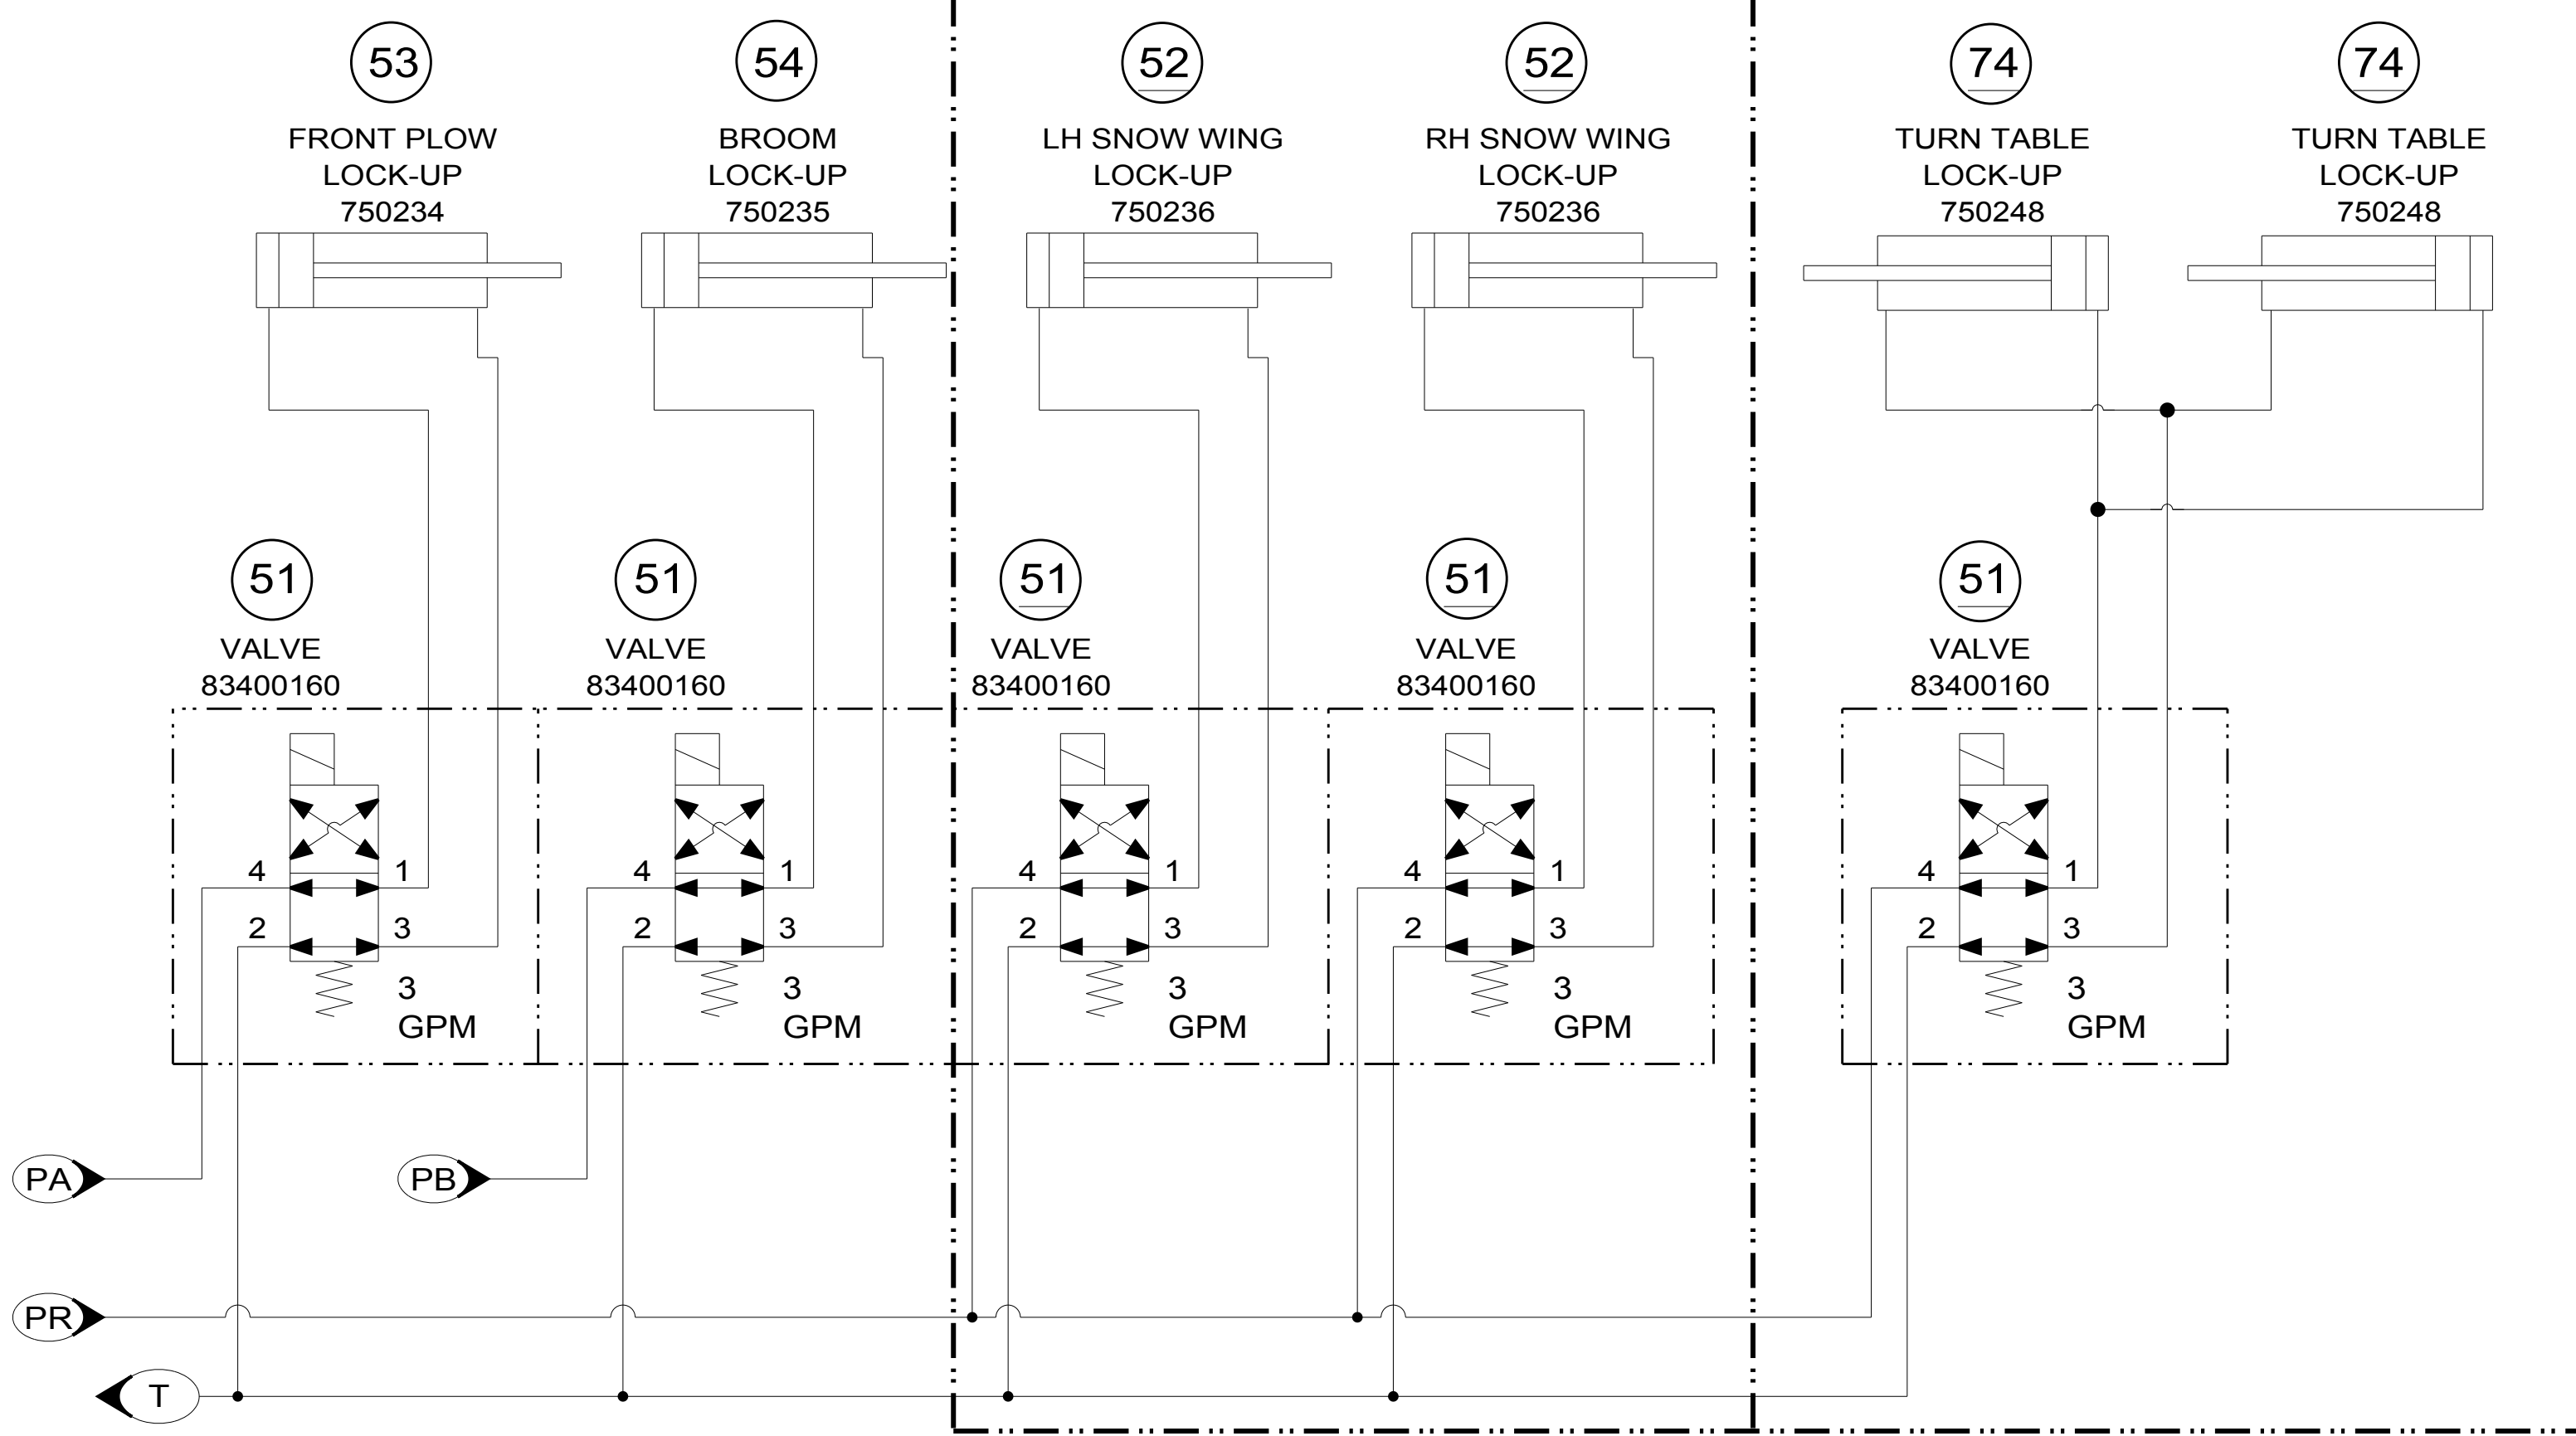 53
FRONT PLOW
LOCK-UP
750234
54
BROOM
LOCK-UP
750235
52
LH SNOW WING
LOCK-UP
750236
52
RH SNOW WING
LOCK-UP
750236
74
TURN TABLE
LOCK-UP
750248
74
TURN TABLE
LOCK-UP
750248
51
VALVE
83400160
51
VALVE
83400160
51
VALVE
83400160
51
VALVE
83400160
51
VALVE
83400160
4 1
2 3
3
GPM
4 1
2 3
3
GPM
4 1
2 3
3
GPM
4 1
2 3
3
GPM
4 1
2 3
3
GPM
PA
PB
PR
T